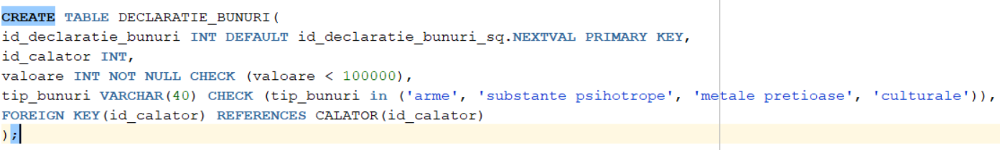 CREATE TABLE DECLARATIE_BUNURI(
id_declaratie_bunuri INT DEFAULT id_declaratie_bunuri_sq.NEXTVAL PRIMARY KEY,
id_calator INT,
valoare INT NOT NULL CHECK (valoare < 100000),
tip_bunuri VARCHAR(40) CHECK (tip_bunuri in ('arme', 'substante psihotrope', 'metale pretioase', 'culturale')),
FOREIGN KEY(id_calator) REFERENCES CALATOR(id_calator)
);